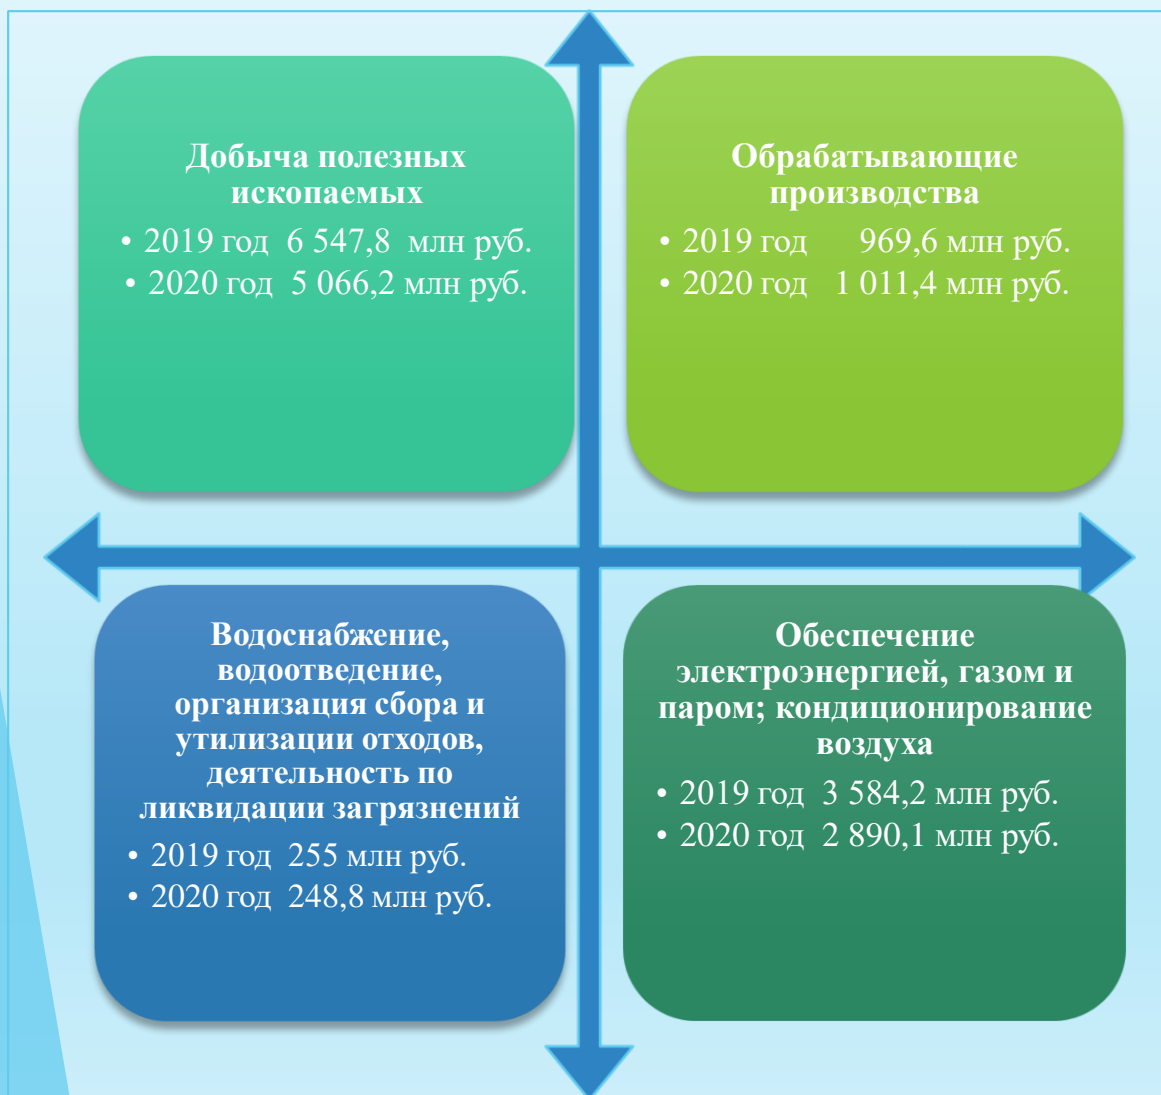 Добыча полезных
ископаемых
• 2019 год 6 547,8 млн руб.
• 2020 год 5 066,2 млн руб.
Обрабатывающие
производства
• 2019 год 969,6 млн руб.
• 2020 год 1 011,4 млн руб.
Водоснабжение,
водоотведение,
организация сбора и
утилизации отходов,
деятельность по
ликвидации загрязнений
• 2019 год 255 млн руб.
• 2020 год 248,8 млн руб.
Обеспечение
электроэнергией, газом и
паром; кондиционирование
воздуха
• 2019 год 3 584,2 млн руб.
• 2020 год 2 890,1 млн руб.